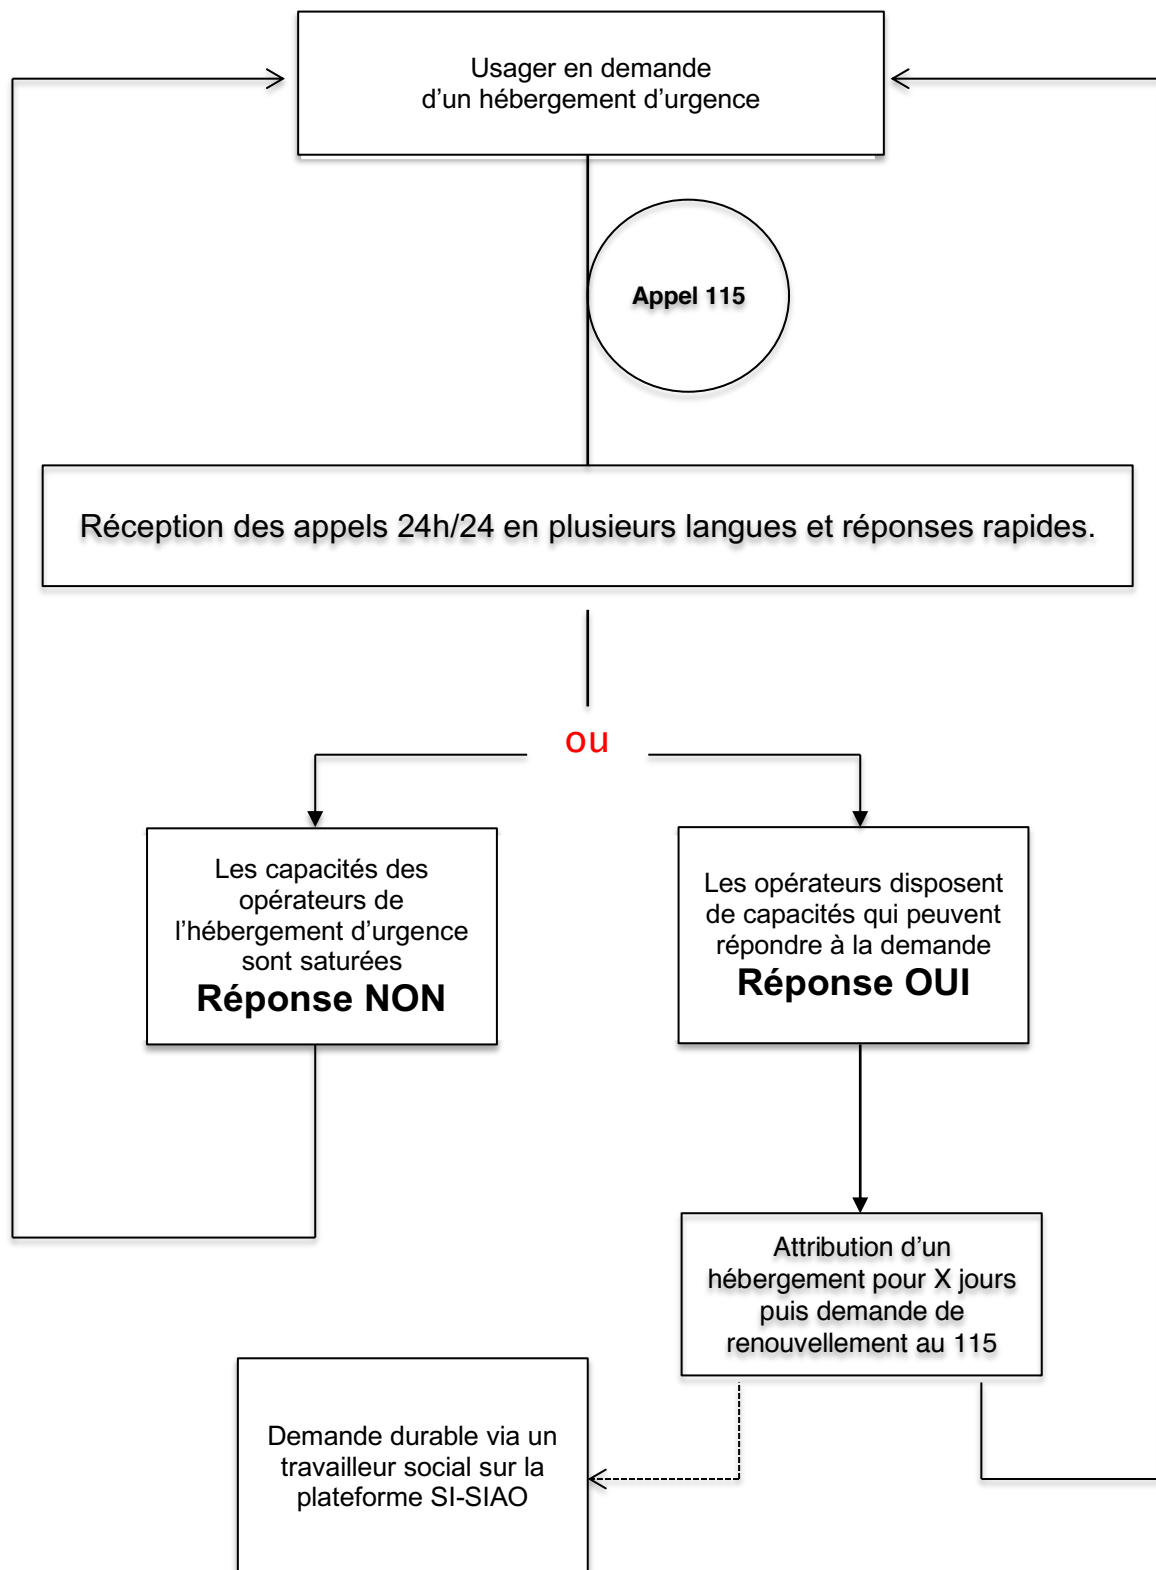 Usager en demande
d’un hébergement d’urgence
Appel 115
Réception des appels 24h/24 en plusieurs langues et réponses rapides.
ou
Les capacités des
opérateurs de
l’hébergement d’urgence
sont saturées
Réponse NON
Les opérateurs disposent
de capacités qui peuvent
répondre à la demande
Réponse OUI
Attribution d’un
hébergement pour X jours
puis demande de
renouvellement au 115
Demande durable via un
travailleur social sur la
plateforme SI-SIAO